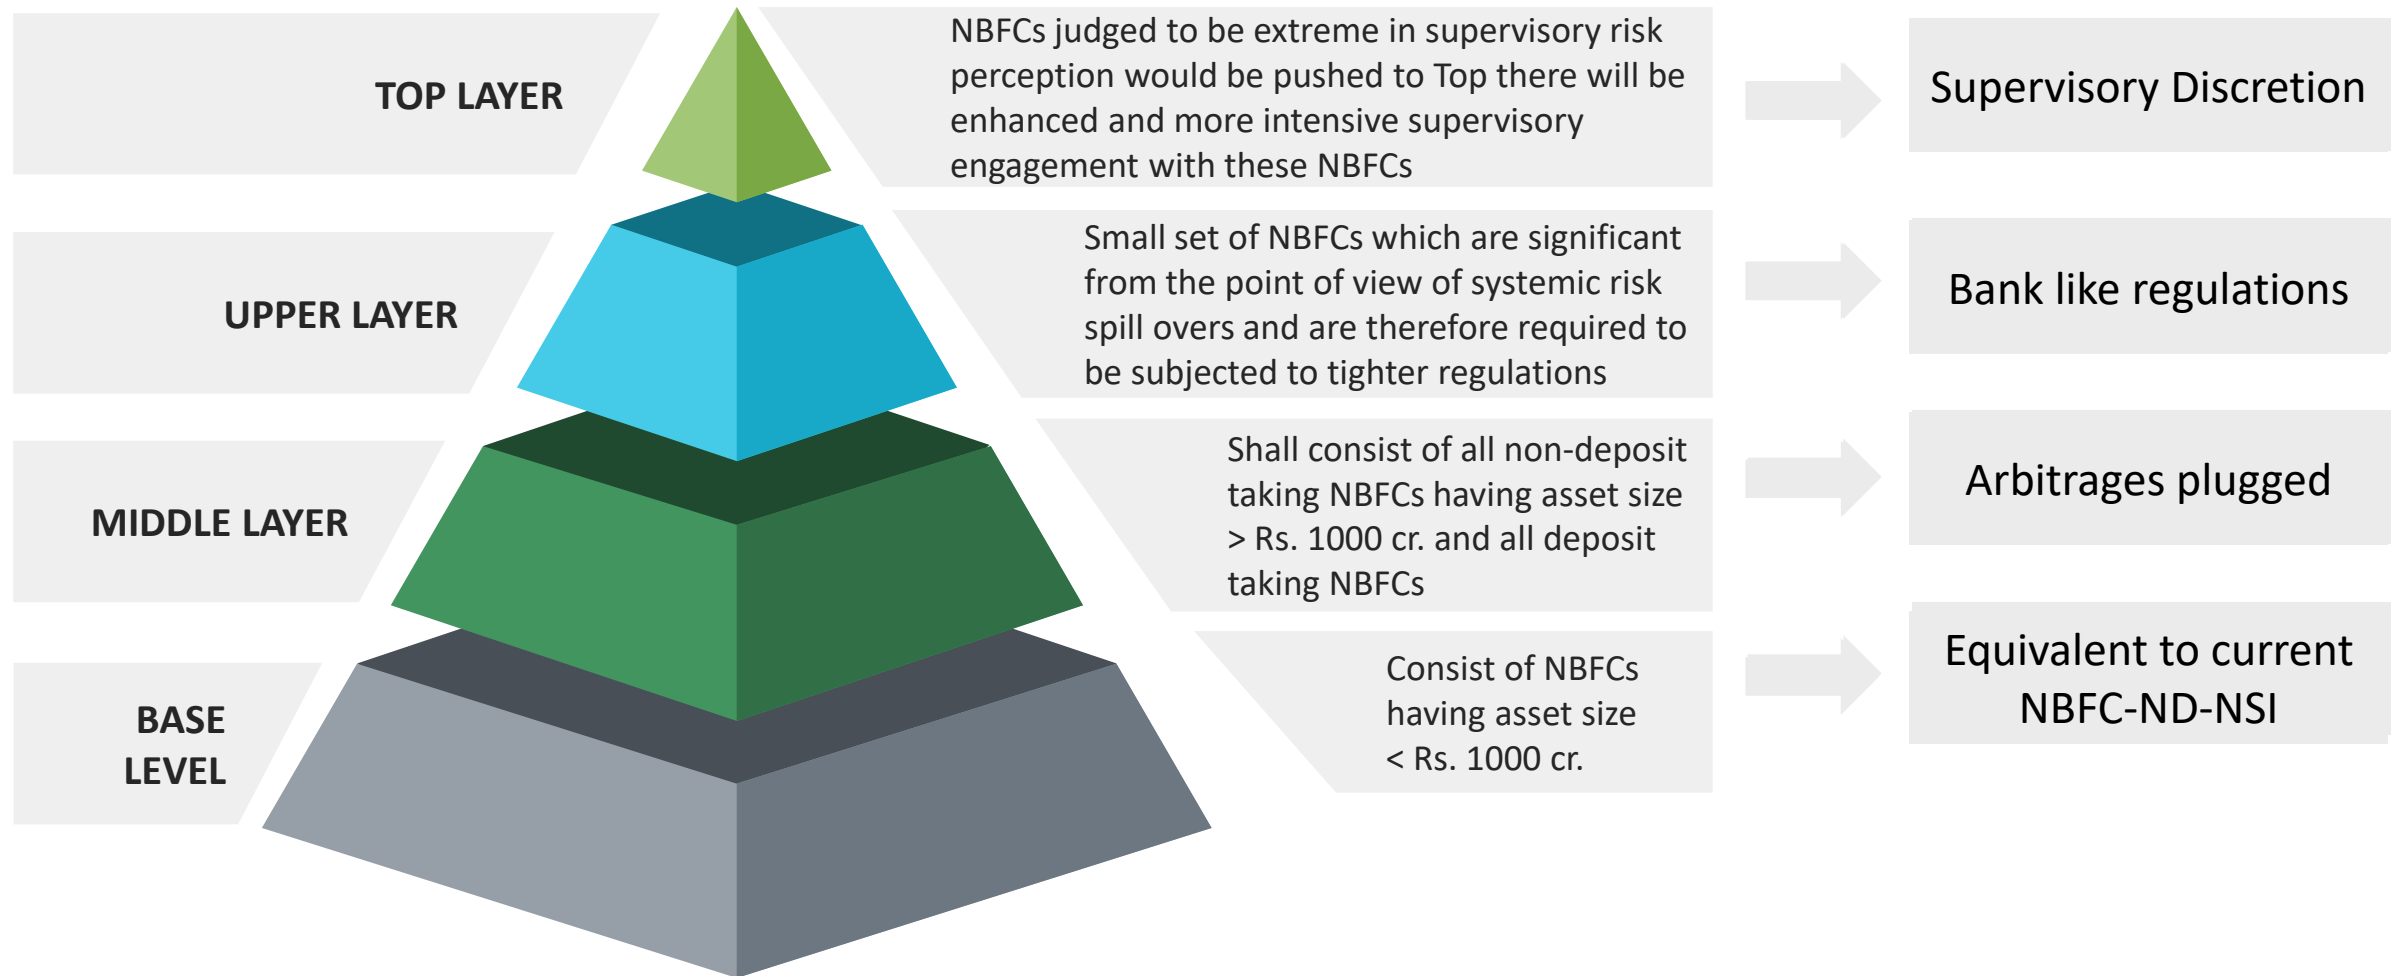 TOP LAYER
NBFCs judged to be extreme in supervisory risk
perception would be pushed to Top there will be
enhanced and more intensive supervisory
engagement with these NBFCs
Supervisory Discretion
UPPER LAYER
Small set of NBFCs which are significant
from the point of view of systemic risk
spill overs and are therefore required to
be subjected to tighter regulations
Bank like regulations
MIDDLE LAYER
Shall consist of all non-deposit
taking NBFCs having asset size
> Rs. 1000 cr. and all deposit
taking NBFCs
Arbitrages plugged
BASE
LEVEL
Consist of NBFCs
having asset size
< Rs. 1000 cr.
Equivalent to current
NBFC-ND-NSI